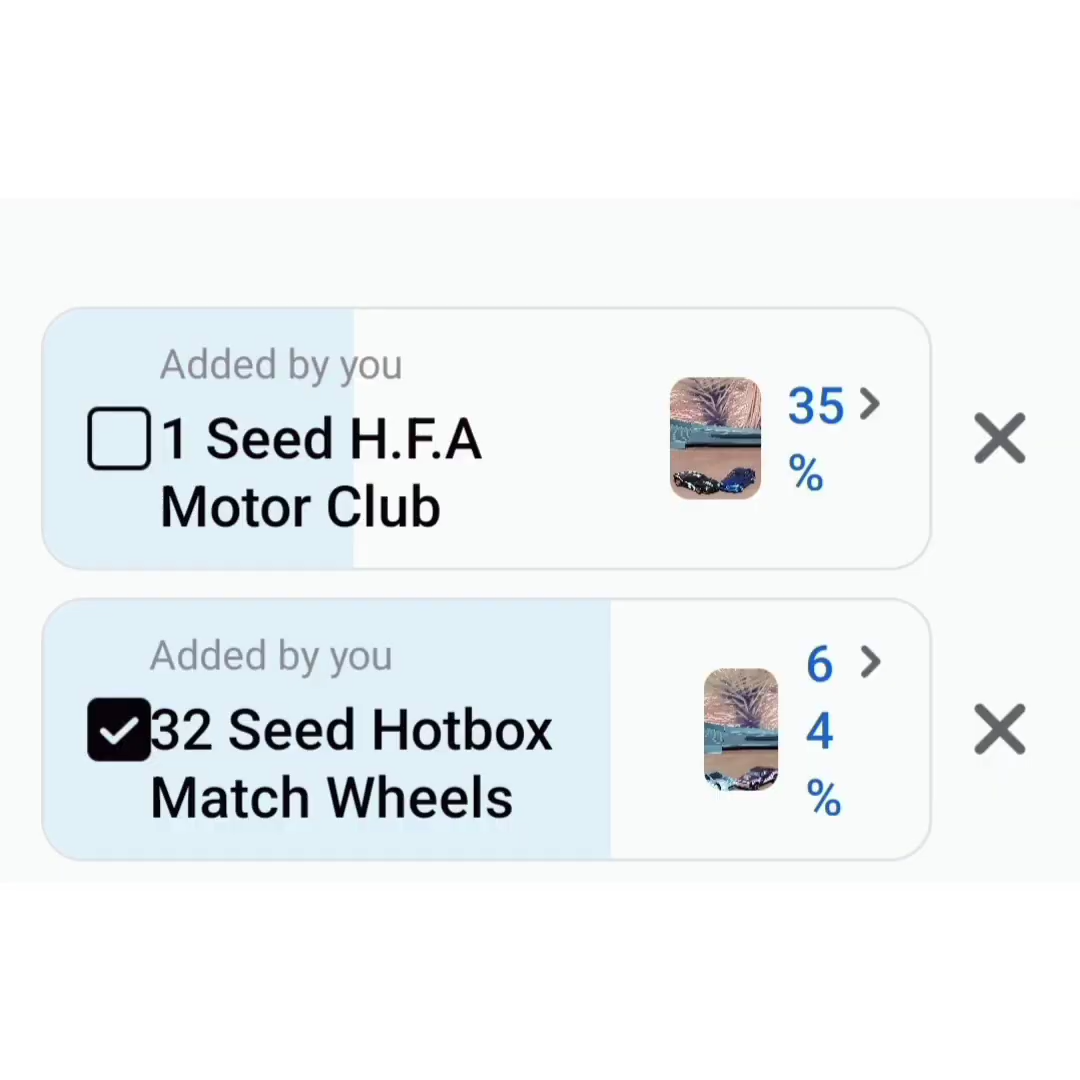 Added by you
1 Seed H.F.A
Motor Club
35
%
Added by you
32 Seed Hotbox
Match Wheels
6
4
%